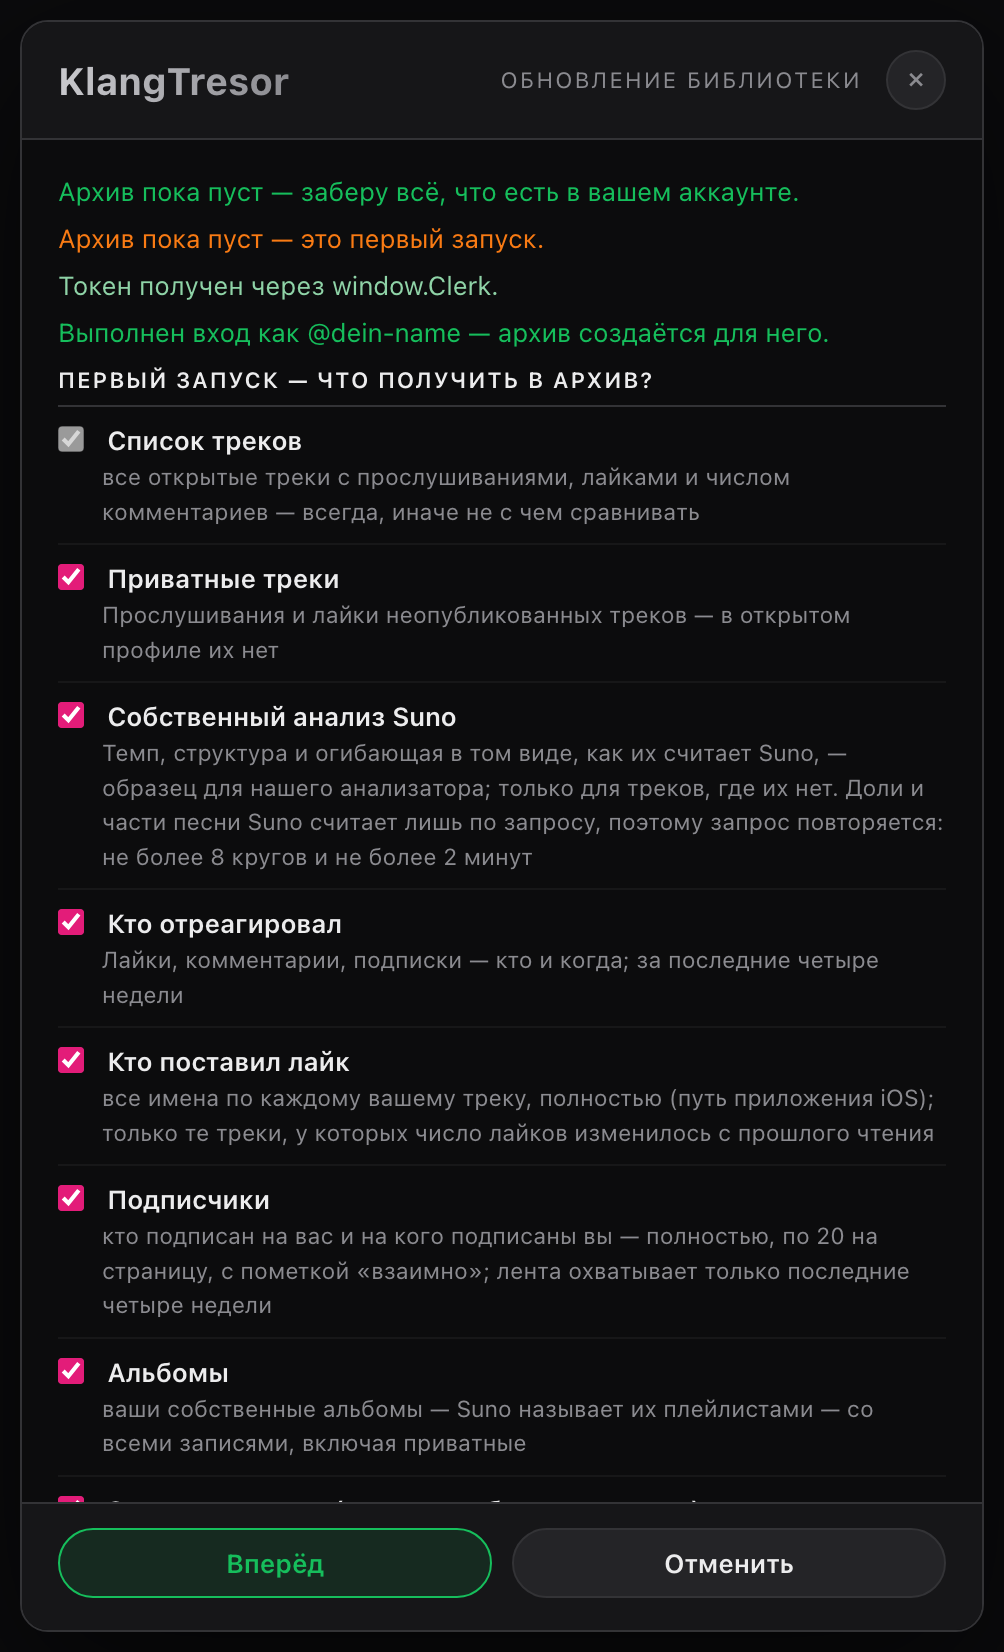 KlangTresor
ОБНОВЛЕНИЕ БИБЛИОТЕКИ
Архив пока пуст — заберу всё, что есть в вашем аккаунте.
Архив пока пуст — это первый запуск.
Токен получен через window.Clerk.
Выполнен вход как @dein-name — архив создаётся для него.
ПЕРВЫЙ ЗАПУСК — ЧТО ПОЛУЧИТЬ В АРХИВ?
Список треков
все открытые треки с прослушиваниями, лайками и числом
комментариев — всегда, иначе не с чем сравнивать
Приватные треки
Прослушивания и лайки неопубликованных треков — в открытом
профиле их нет
Собственный анализ Suno
Темп, структура и огибающая в том виде, как их считает Suno, —
образец для нашего анализатора; только для треков, где их нет. Доли и
части песни Suno считает лишь по запросу, поэтому запрос повторяется:
не более 8 кругов и не более 2 минут
Кто отреагировал
Лайки, комментарии, подписки — кто и когда; за последние четыре
недели
Кто поставил лайк
все имена по каждому вашему треку, полностью (путь приложения iOS);
только те треки, у которых число лайков изменилось с прошлого чтения
Подписчики
кто подписан на вас и на кого подписаны вы — полностью, по 20 на
страницу, с пометкой «взаимно»; лента охватывает только последние
четыре недели
Альбомы
ваши собственные альбомы — Suno называет их плейлистами — со
всеми записями, включая приватные
Вперёд
Отменить